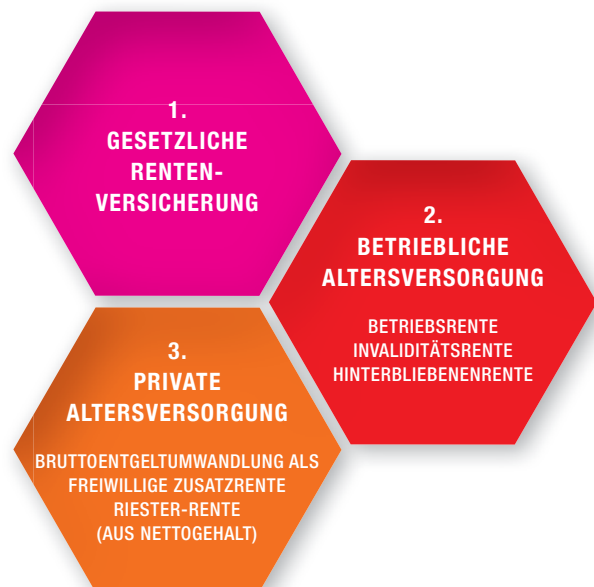 1.
GESETZLICHE
RENTEN-
VERSICHERUNG
2.
BETRIEBLICHE
ALTERSVERSORGUNG
BETRIEBSRENTE
INVALIDITÄTSRENTE
HINTERBLIEBENENRENTE
3.
PRIVATE
ALTERSVERSORGUNG
BRUTTOENTGELTUMWANDLUNG ALS
FREIWILLIGE ZUSATZRENTE
RIESTER-RENTE
(AUS NETTOGEHALT)